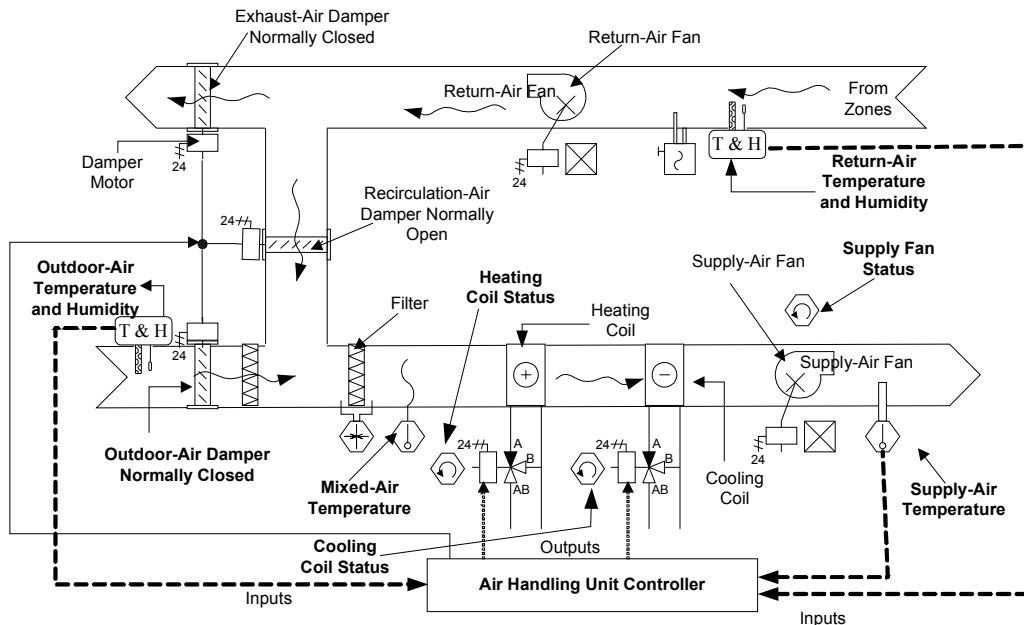 Exhaust-Air Damper
Normally Closed
Return-Air Fan
Return-Air Fan
From
Zones
Damper
Motor
24
24
T & H
Return-Air
Temperature
and Humidity
Recirculation-Air
Damper Normally
Open
24
Outdoor-Air
Temperature
and Humidity
T & H
24
Filter
Heating
Coil Status
Heating
Coil
Supply-Air Fan
Supply Fan
Status
Supply-Air Fan
Outdoor-Air Damper
Normally Closed
Mixed-Air
Temperature
24
A
B
AB
24
A
B
AB
Cooling
Coil
24
Supply-Air
Temperature
Cooling
Coil Status
Outputs
Air Handling Unit Controller
Inputs
Inputs